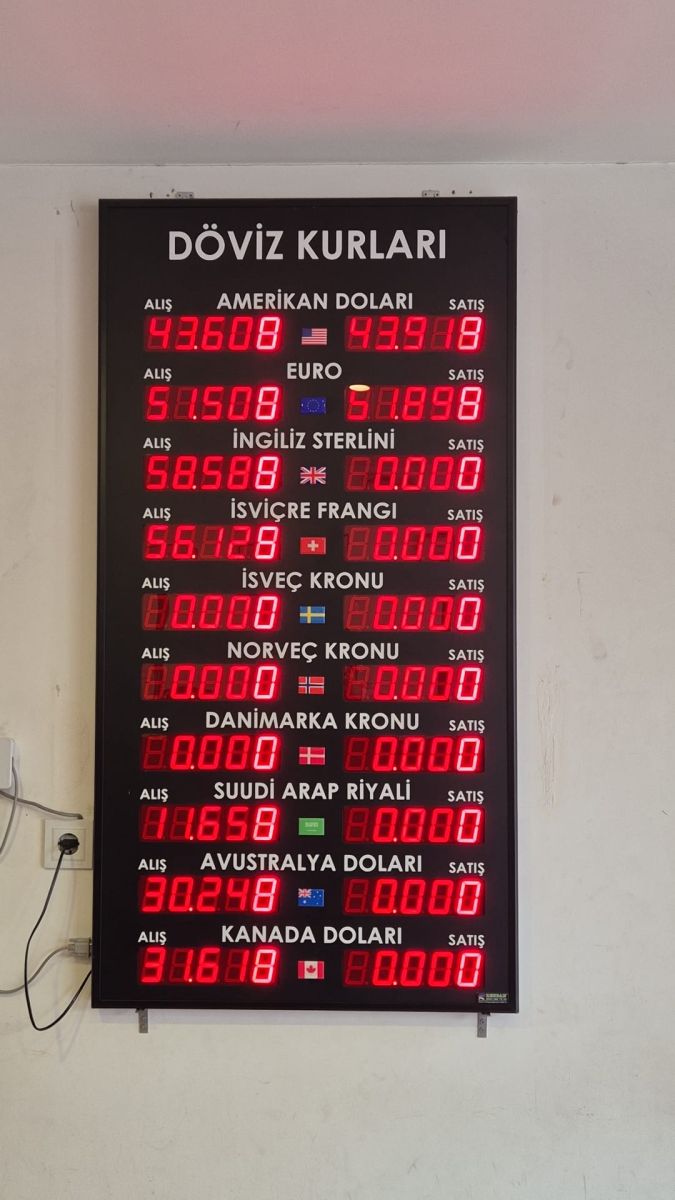 DÖVİZ KURLARI
ALIŞ AMERİKAN DOLARI SATIŞ
43.608 43.918
ALIŞ EURO SATIŞ
51.508 51.898
ALIŞ İNGİLİZ STERLİNİ SATIŞ
58.588 0.000
ALIŞ İSVİÇRE FRANGI SATIŞ
56.128 0.000
ALIŞ İSVEÇ KRONU SATIŞ
0.000 0.000
ALIŞ NORVEÇ KRONU SATIŞ
0.000 0.000
ALIŞ DANİMARKA KRONU SATIŞ
0.000 0.000
ALIŞ SUUDİ ARAP RİYALİ SATIŞ
11.658 0.000
ALIŞ AVUSTRALYA DOLARI SATIŞ
30.248 0.000
ALIŞ KANADA DOLARI SATIŞ
31.618 0.000